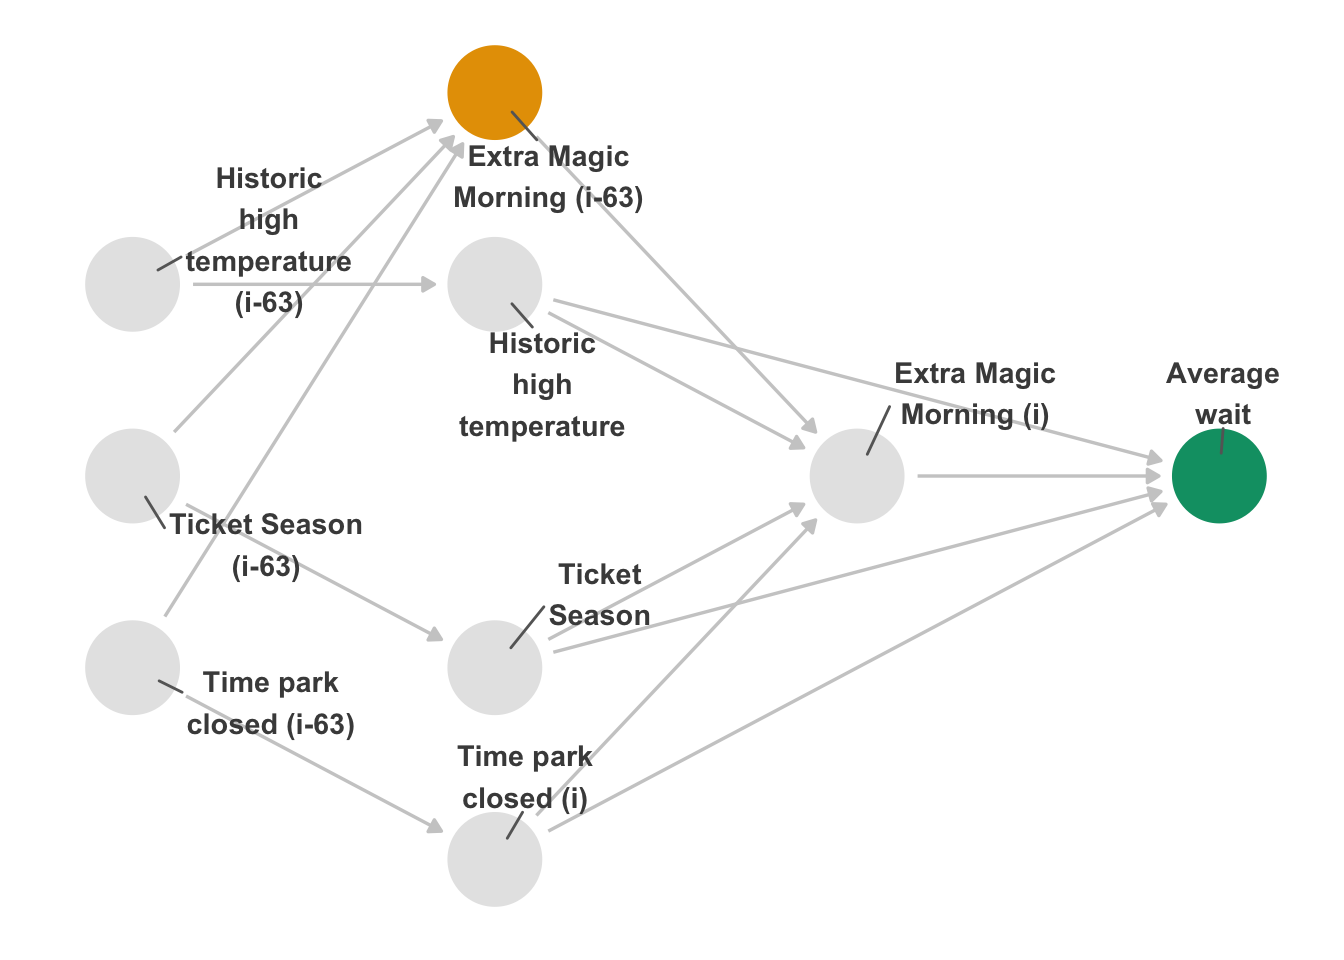 Extra Magic
Morning (i-63)
Historic
high
temperature
(i-63)
Historic
high
temperature
Extra Magic
Morning (i)
Average
wait
Ticket Season
(i-63)
Ticket
Season
Time park
closed (i-63)
Time park
closed (i)